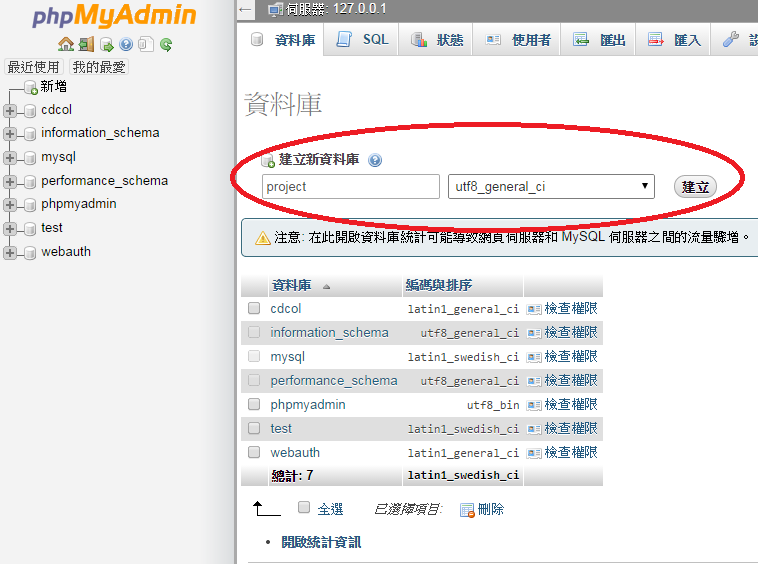 phpMyAdmin
最近使用 我的最愛
新增
cdcol
information_schema
mysql
performance_schema
phpmyadmin
test
webauth
← 伺服器: 127.0.0.1
資料庫 SQL 狀態 使用者 匯出 匯入
資料庫
建立新資料庫
project utf8_general_ci 建立
注意: 在此開啟資料庫統計可能導致網頁伺服器和 MySQL 伺服器之間的流量驟增。
資料庫 編碼與排序
cdcol latin1_general_ci 檢查權限
information_schema utf8_general_ci 檢查權限
mysql latin1_swedish_ci 檢查權限
performance_schema utf8_general_ci 檢查權限
phpmyadmin utf8_bin 檢查權限
test latin1_swedish_ci 檢查權限
webauth latin1_general_ci 檢查權限
總計: 7 latin1_swedish_ci
全選 已選擇項目: 刪除
• 開啟統計資訊